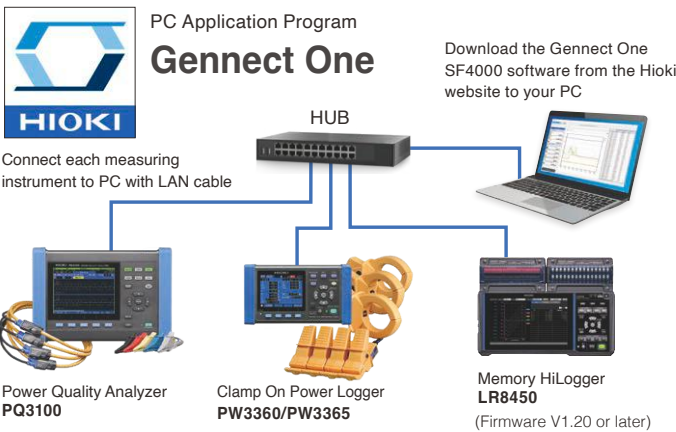 HIOKI
PC Application Program
Gennect One
Download the Gennect One
SF4000 software from the Hioki
website to your PC
HUB
Connect each measuring
instrument to PC with LAN cable
Power Quality Analyzer
PQ3100
Clamp On Power Logger
PW3360/PW3365
Memory HiLogger
LR8450
(Firmware V1.20 or later)